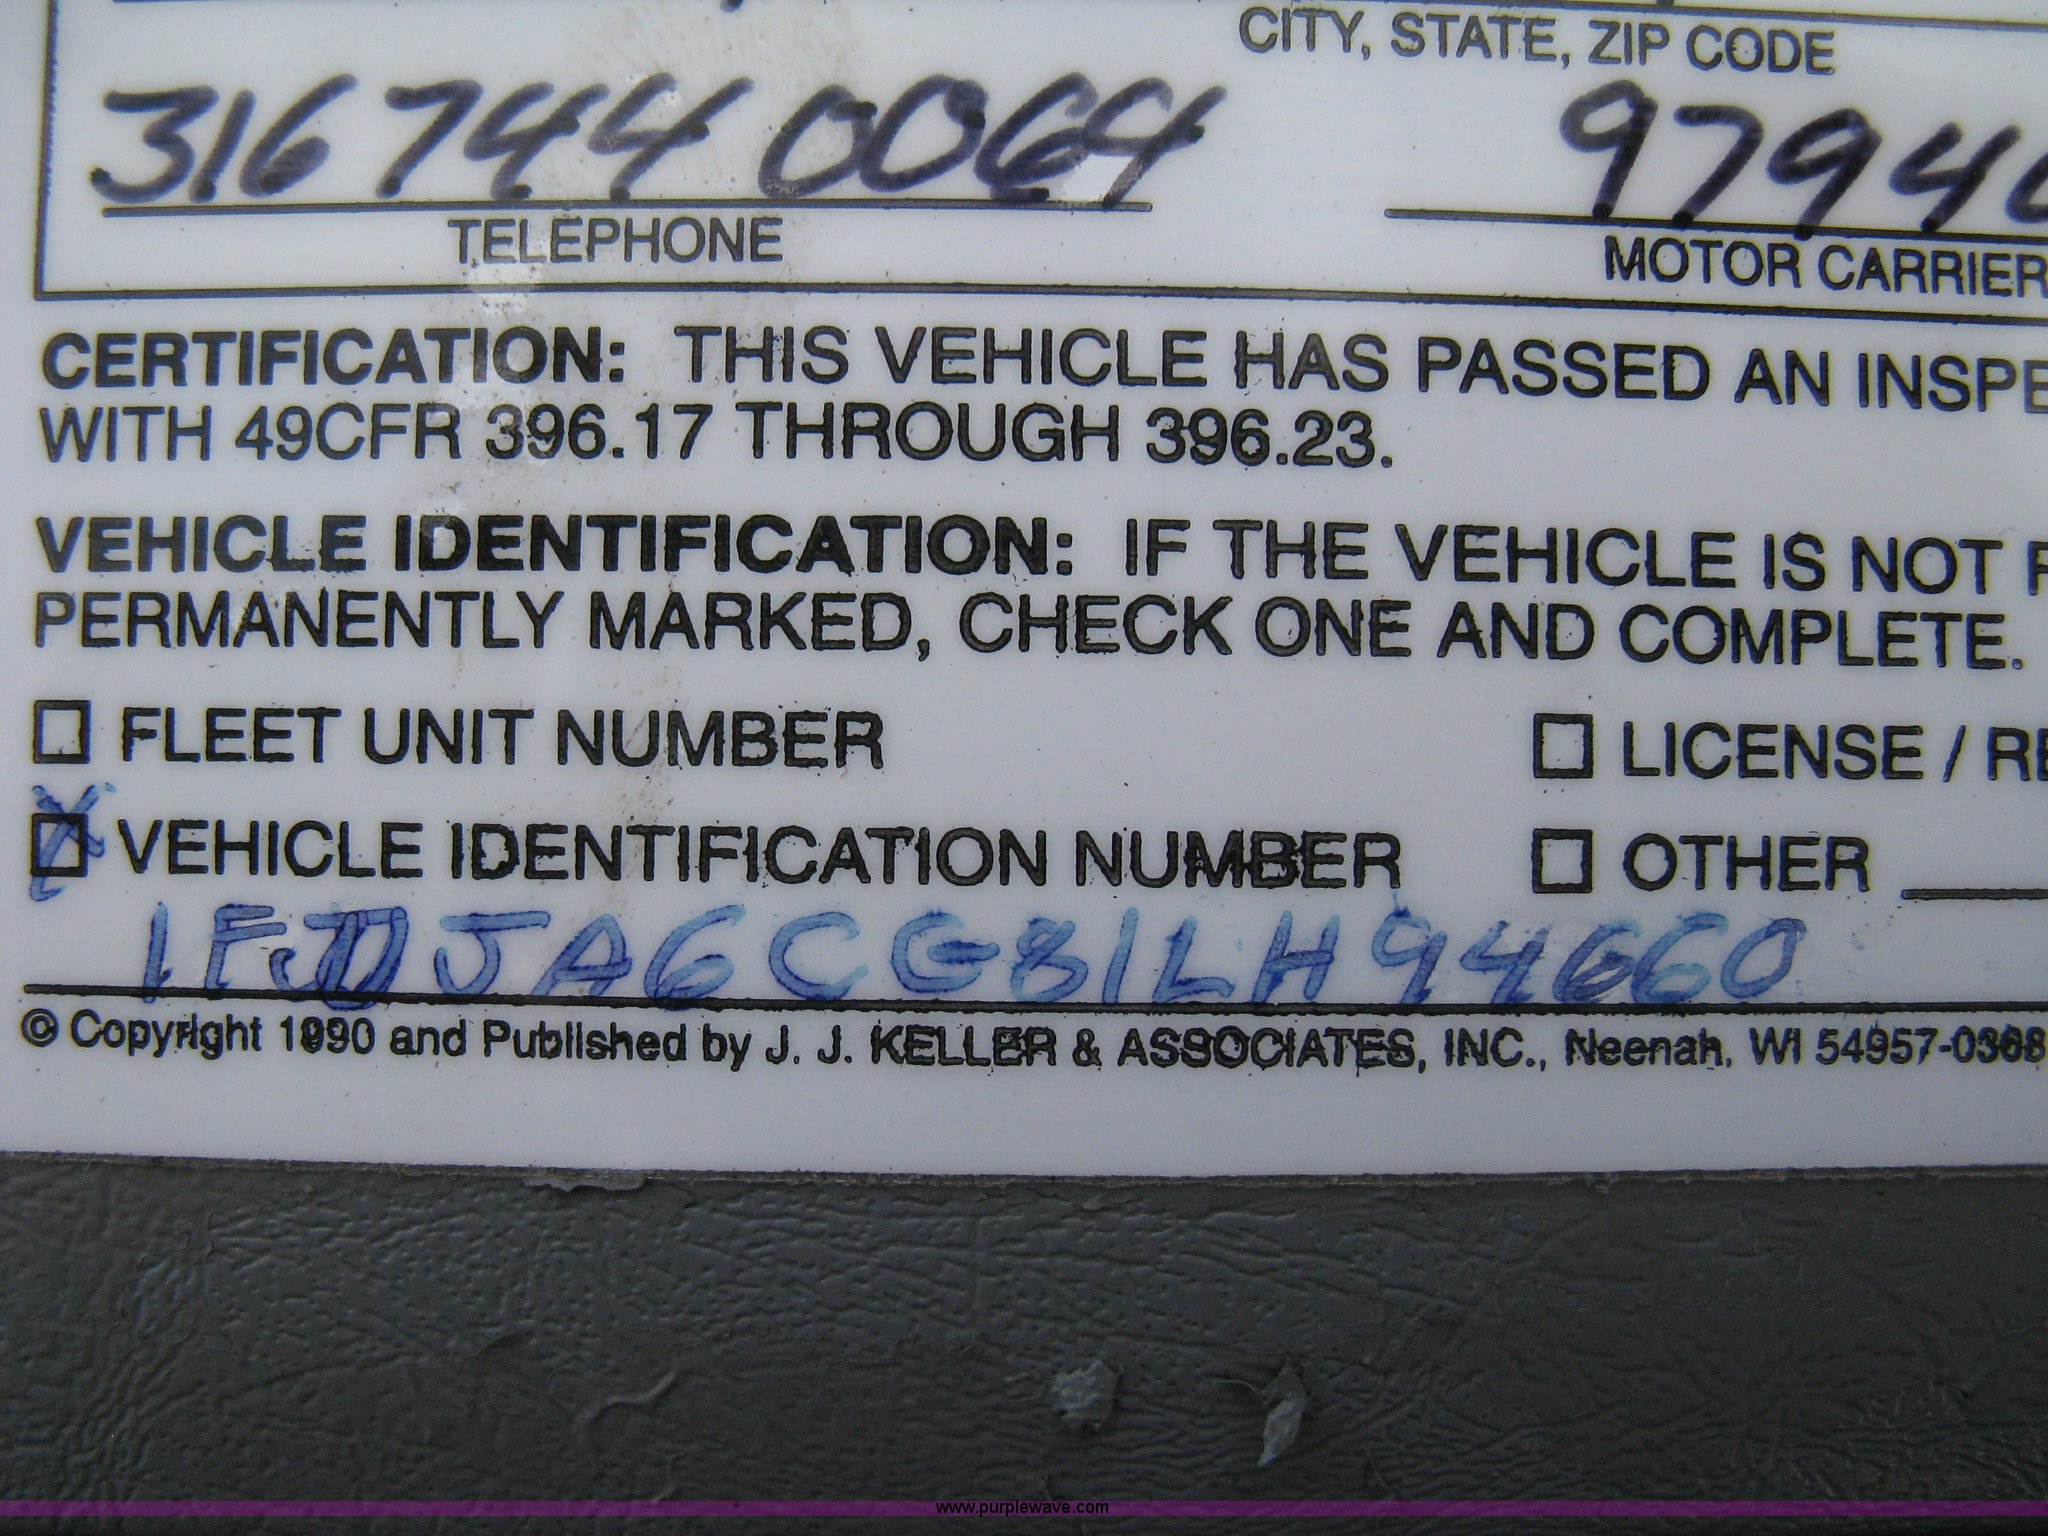 CITY, STATE, ZIP CODE
316 744 0064
9794
TELEPHONE
MOTOR CARRIER
CERTIFICATION: THIS VEHICLE HAS PASSED AN INSPE
WITH 49CFR 396.17 THROUGH 396.23.
VEHICLE IDENTIFICATION: IF THE VEHICLE IS NOT
PERMANENTLY MARKED, CHECK ONE AND COMPLETE.
FLEET UNIT NUMBER
LICENSE / RE
VEHICLE IDENTIFICATION NUMBER
OTHER
© Copyright 1990 and Published by J. J. KELLER & ASSOCIATES, INC., Neenah, WI 54957-0368
www.purplewave.com